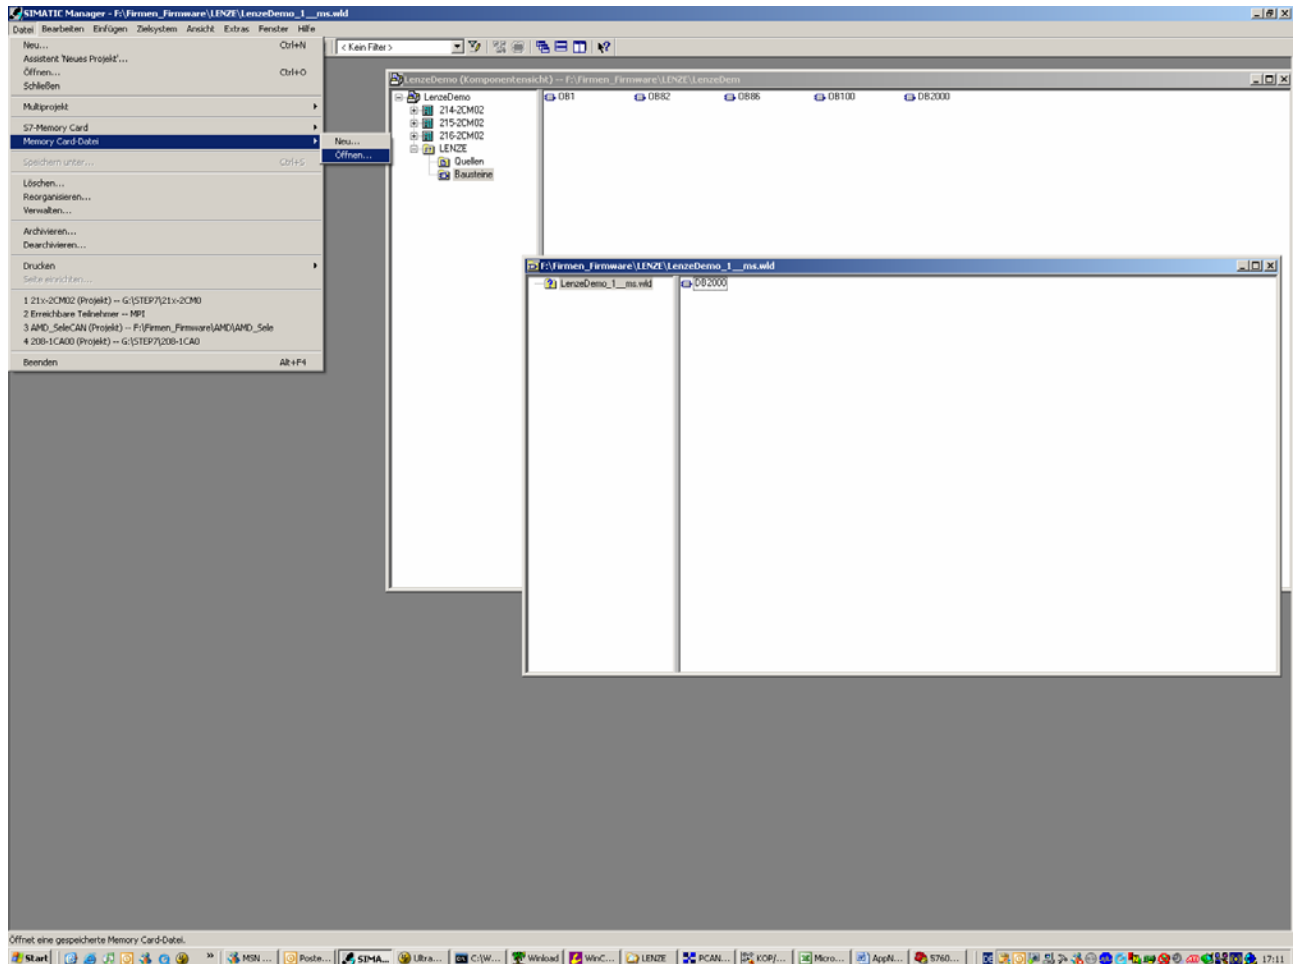 SIMATIC Manager - F:\Firmen_Firmware\LENZE\LenzeDemo_1__ms.wld
Datei Bearbeiten Einfügen Zielsystem Ansicht Extras Fenster Hilfe
Neu... Ctrl+N
Assistent 'Neues Projekt'...
Öffnen... Ctrl+O
Schließen
Multiprojekt
S7-Memory Card
Memory Card-Datei
Speichern unter... Ctrl+S
Löschen...
Reorganisieren...
Verwalten...
Archivieren...
Dearchivieren...
Drucken
Seite einrichten...
1 21x-2CM02 (Projekt) -- G:\STEP7\21x-2CM0
2 Erreichbare Teilnehmer -- MPI
3 AMD_SeleCAN (Projekt) -- F:\Firmen_Firmware\AMD\AMD_Sele
4 208-1CA00 (Projekt) -- G:\STEP7\208-1CA0
Beenden Alt+F4
Neu...
Öffnen...
< Kein Filter >
LenzeDemo (Komponentensicht) -- F:\Firmen_Firmware\LENZE\LenzeDem
LenzeDemo
214-2CM02
215-2CM02
216-2CM02
LENZE
Quellen
Bausteine
OB1 OB82 OB86 OB100 DB2000
F:\Firmen_Firmware\LENZE\LenzeDemo_1__ms.wld
LenzeDemo_1__ms.wld
DB2000
Öffnet eine gespeicherte Memory Card-Datei.
Start » MSN ... Poste... SIMA... Ultra... C:\W... Winload WinC... LENZE PCAN... KOP/... Micro... AppN... 5760... 17:11